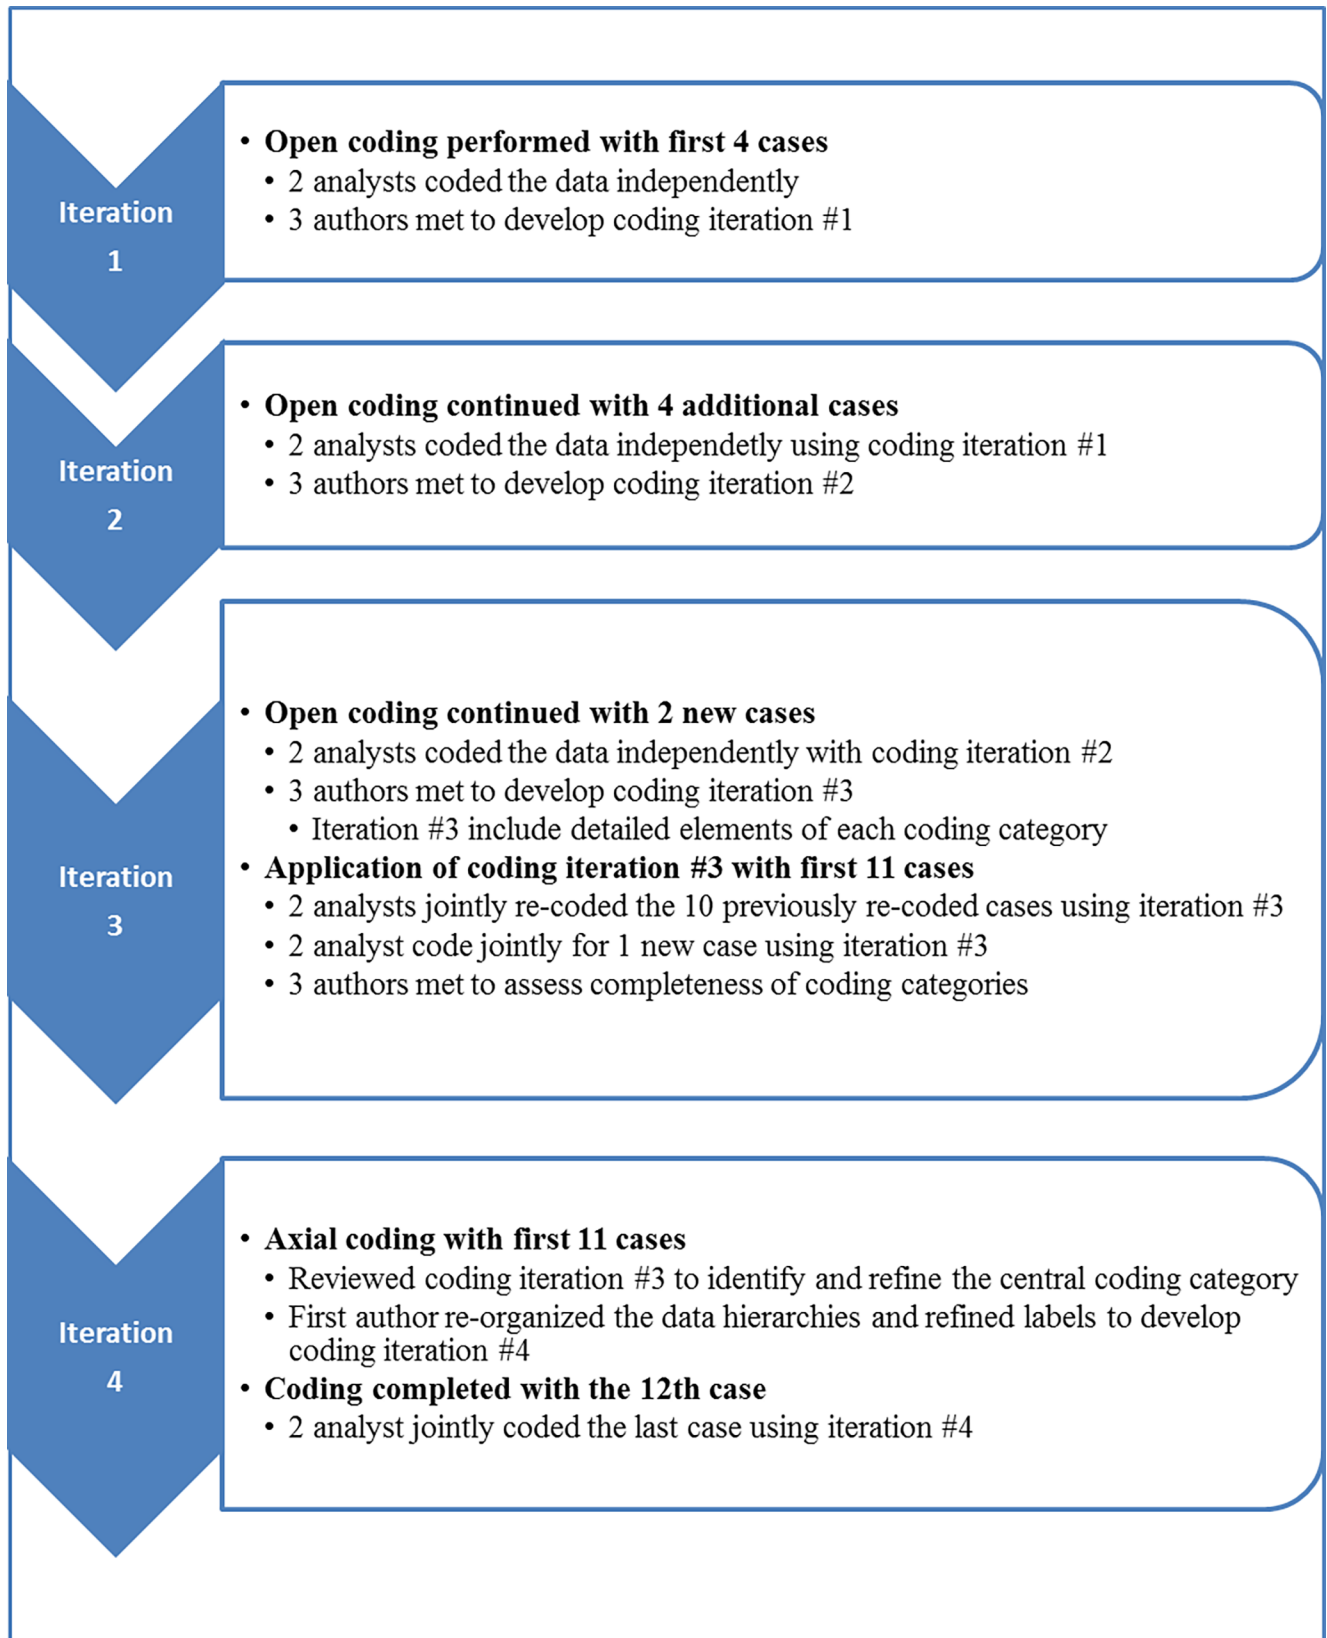 Iteration
1
• Open coding performed with first 4 cases
• 2 analysts coded the data independently
• 3 authors met to develop coding iteration #1
Iteration
2
• Open coding continued with 4 additional cases
• 2 analysts coded the data independetly using coding iteration #1
• 3 authors met to develop coding iteration #2
Iteration
3
• Open coding continued with 2 new cases
• 2 analysts coded the data independently with coding iteration #2
• 3 authors met to develop coding iteration #3
• Iteration #3 include detailed elements of each coding category
• Application of coding iteration #3 with first 11 cases
• 2 analysts jointly re-coded the 10 previously re-coded cases using iteration #3
• 2 analyst code jointly for 1 new case using iteration #3
• 3 authors met to assess completeness of coding categories
Iteration
4
• Axial coding with first 11 cases
• Reviewed coding iteration #3 to identify and refine the central coding category
• First author re-organized the data hierarchies and refined labels to develop
coding iteration #4
• Coding completed with the 12th case
• 2 analyst jointly coded the last case using iteration #4